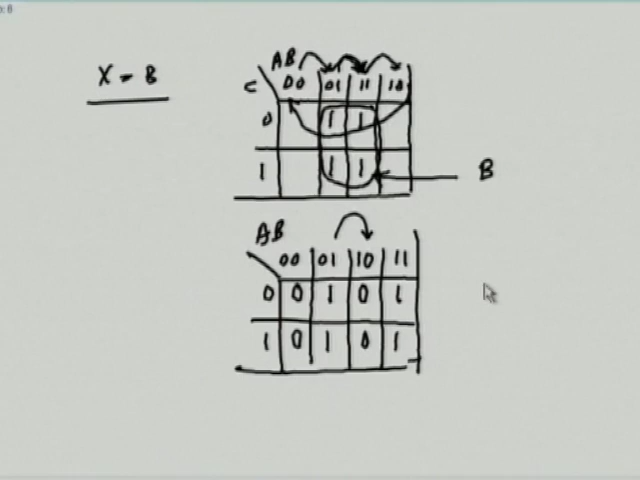 X = B
AB
C 00 01 11 10
0 1 1
1 1 1
B
AB
00 01 10 11
0 0 1 0 1
1 0 1 0 1